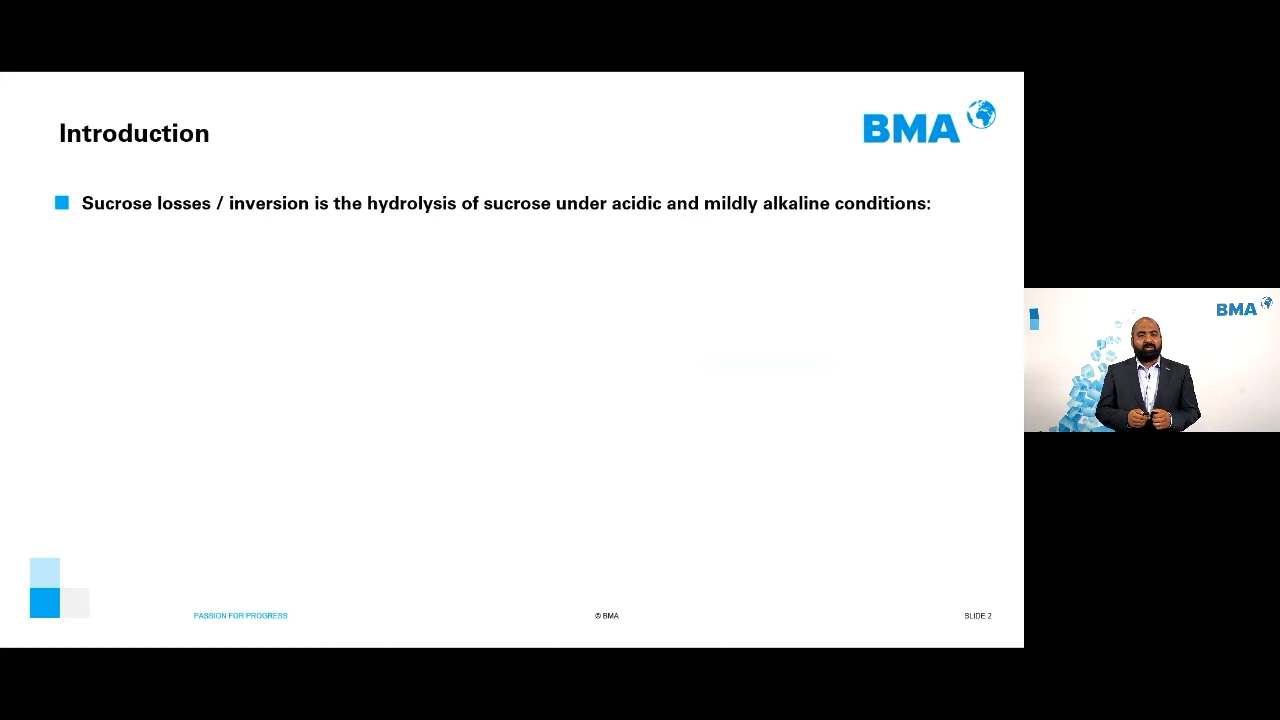 Introduction
BMA
Sucrose losses / inversion is the hydrolysis of sucrose under acidic and mildly alkaline conditions:
BMA
PASSION FOR PROGRESS
© BMA
SLIDE 2